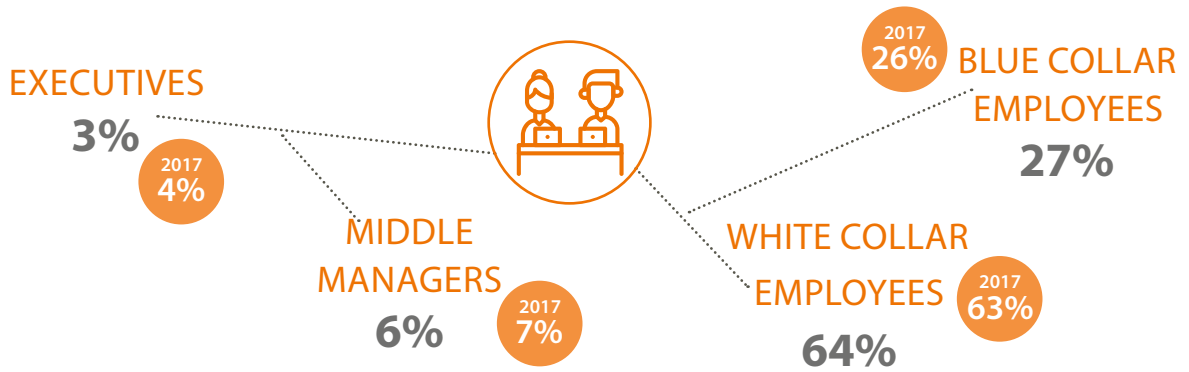 EXECUTIVES
3%
2017
4%
MIDDLE
MANAGERS
6%
2017
7%
2017
26%
BLUE COLLAR
EMPLOYEES
27%
WHITE COLLAR
EMPLOYEES
64%
2017
63%